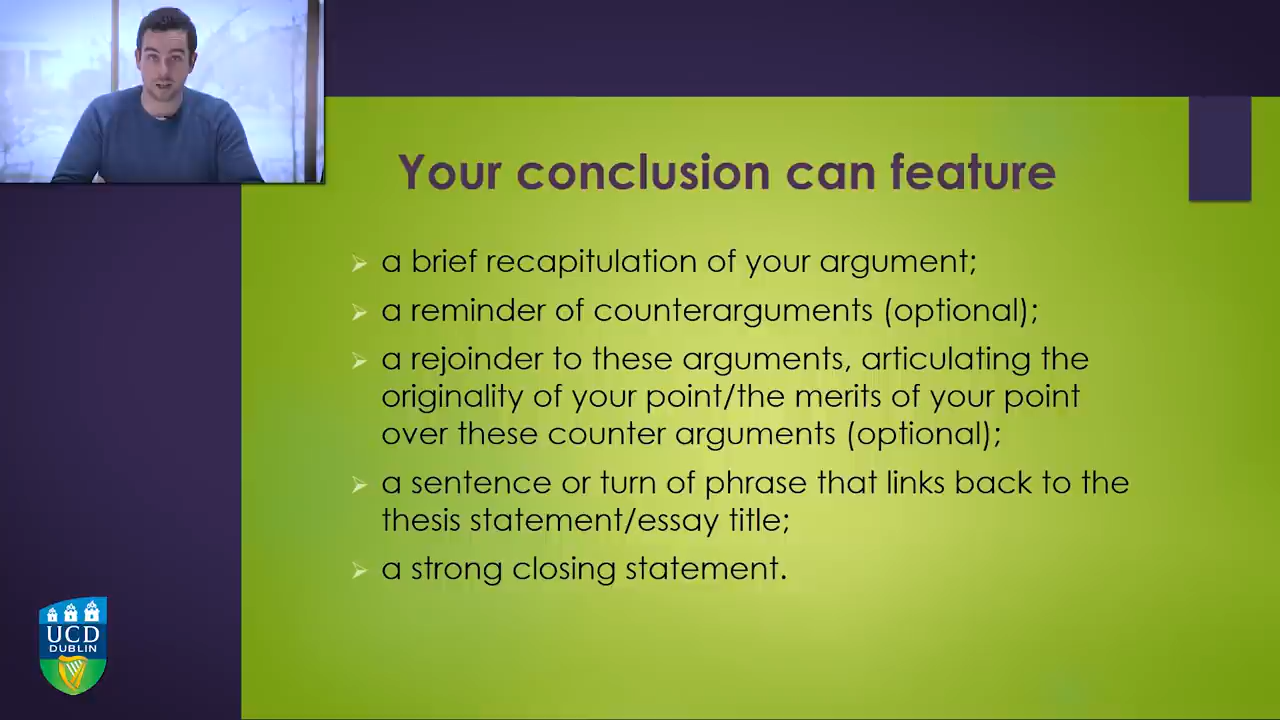 Your conclusion can feature
a brief recapitulation of your argument;
a reminder of counterarguments (optional);
a rejoinder to these arguments, articulating the
originality of your point/the merits of your point
over these counter arguments (optional);
a sentence or turn of phrase that links back to the
thesis statement/essay title;
a strong closing statement.
UCD
DUBLIN